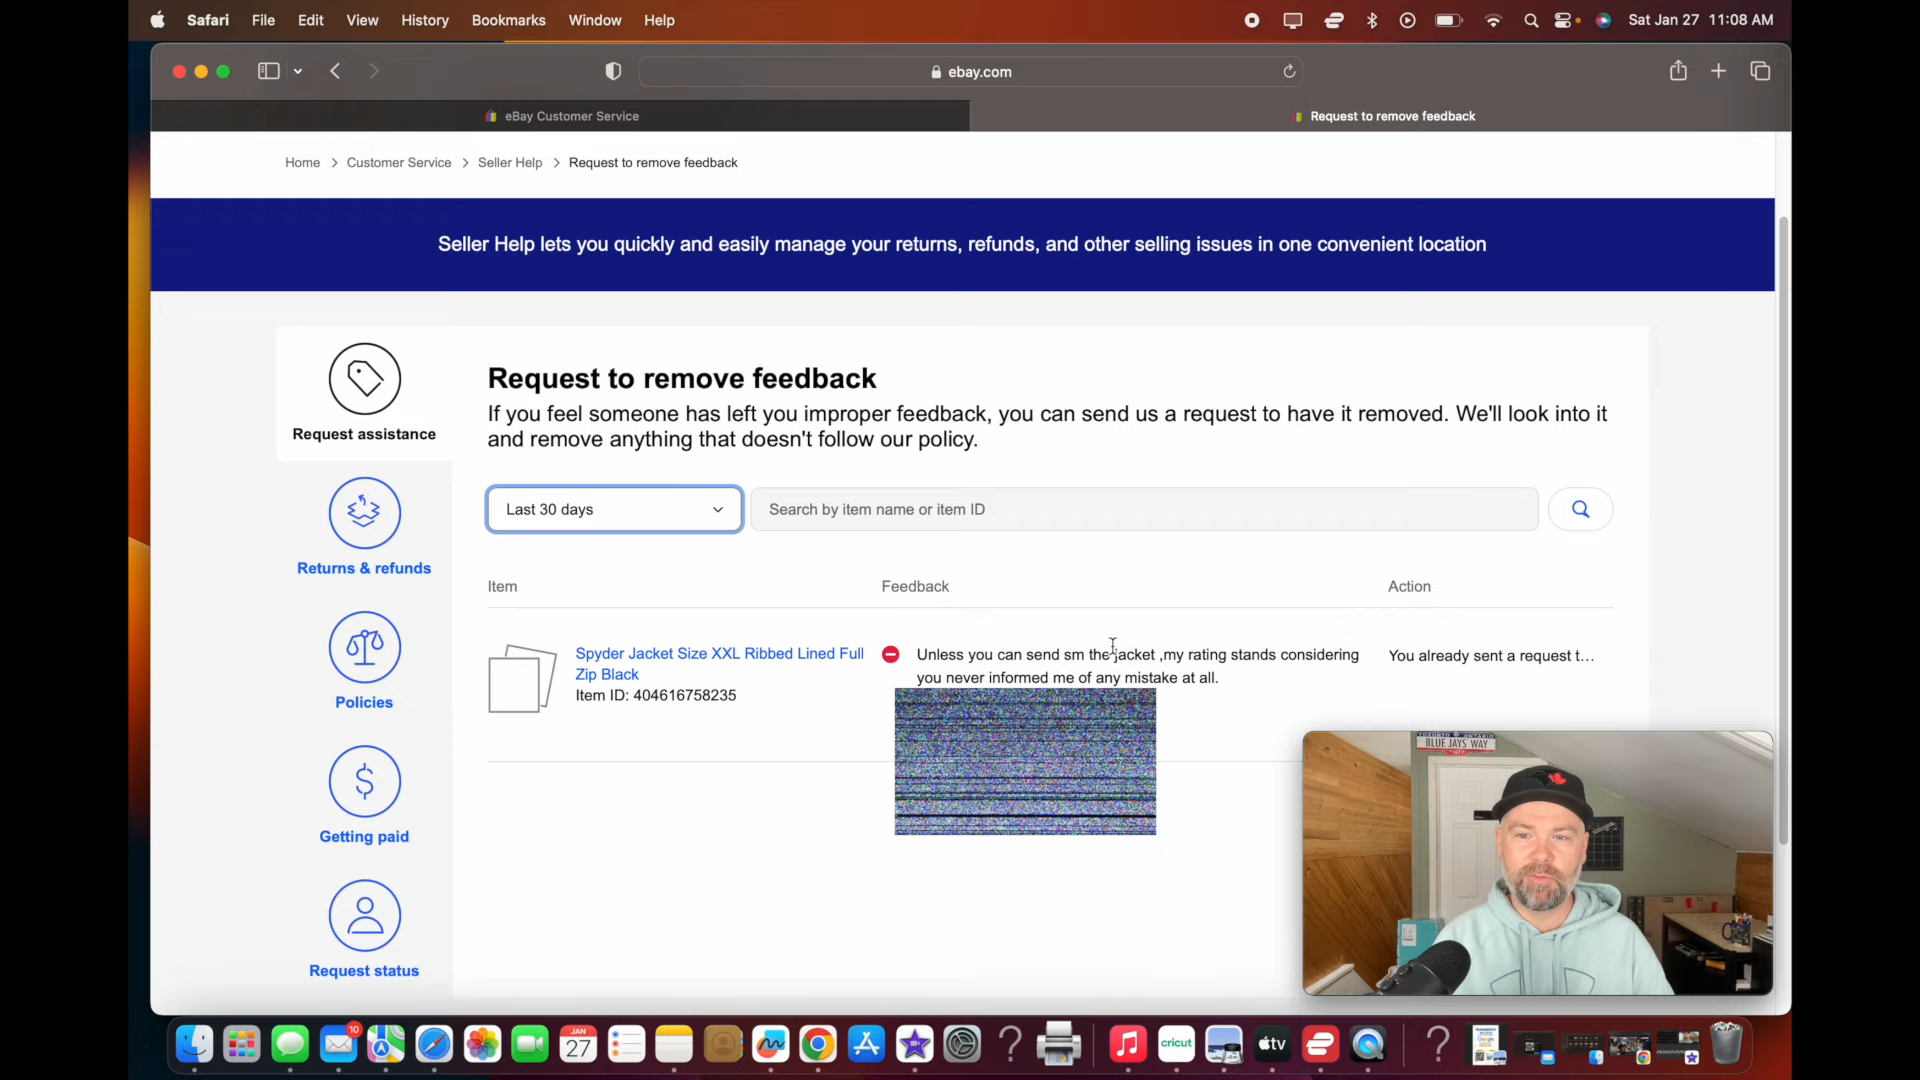 Safari File Edit View History Bookmarks Window Help Sat Jan 27 11:08 AM
ebay.com
eBay Customer Service
Request to remove feedback
Home > Customer Service > Seller Help > Request to remove feedback
Seller Help lets you quickly and easily manage your returns, refunds, and other selling issues in one convenient location
Request assistance
Returns & refunds
Policies
Getting paid
Request status
Request to remove feedback
If you feel someone has left you improper feedback, you can send us a request to have it removed. We'll look into it
and remove anything that doesn't follow our policy.
Last 30 days
Search by item name or item ID
Item Feedback Action
Spyder Jacket Size XXL Ribbed Lined Full
Zip Black
Item ID: 404616758235
Unless you can send sm the jacket ,my rating stands considering
you never informed me of any mistake at all.
You already sent a request t...
TORONTO ONTARIO
BLUE JAYS WAY
10
JAN
27
cricut
tv